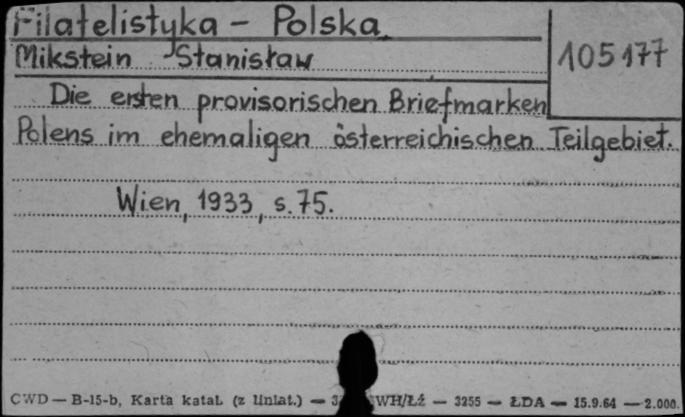 Filatelistyka - Polska.
Mikstein Stanisław
105177
Die ersten provisorischen Briefmarken
Polens im ehemaligen österreichischen Teilgebiet.
Wien, 1933, s. 75.
CWD — B-15-b, Karta katal. (z liniat.) — WH/Łź — 3255 — ŁDA — 15.9.64 — 2.000.